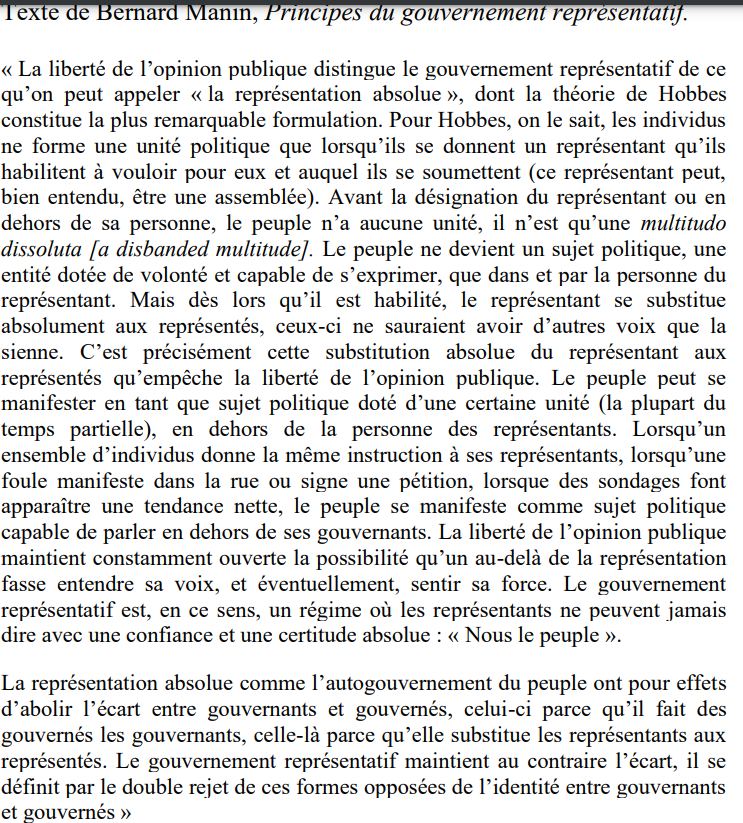 Texte de Bernard Manin, Principes du gouvernement représentatif.
« La liberté de l’opinion publique distingue le gouvernement représentatif de ce
qu’on peut appeler « la représentation absolue », dont la théorie de Hobbes
constitue la plus remarquable formulation. Pour Hobbes, on le sait, les individus
ne forme une unité politique que lorsqu’ils se donnent un représentant qu’ils
habilitent à vouloir pour eux et auquel ils se soumettent (ce représentant peut,
bien entendu, être une assemblée). Avant la désignation du représentant ou en
dehors de sa personne, le peuple n’a aucune unité, il n’est qu’une multitudo
dissoluta [a disbanded multitude]. Le peuple ne devient un sujet politique, une
entité dotée de volonté et capable de s’exprimer, que dans et par la personne du
représentant. Mais dès lors qu’il est habilité, le représentant se substitue
absolument aux représentés, ceux-ci ne sauraient avoir d’autres voix que la
sienne. C’est précisément cette substitution absolue du représentant aux
représentés qu’empêche la liberté de l’opinion publique. Le peuple peut se
manifester en tant que sujet politique doté d’une certaine unité (la plupart du
temps partielle), en dehors de la personne des représentants. Lorsqu’un
ensemble d’individus donne la même instruction à ses représentants, lorsqu’une
foule manifeste dans la rue ou signe une pétition, lorsque des sondages font
apparaître une tendance nette, le peuple se manifeste comme sujet politique
capable de parler en dehors de ses gouvernants. La liberté de l’opinion publique
maintient constamment ouverte la possibilité qu’un au-delà de la représentation
fasse entendre sa voix, et éventuellement, sentir sa force. Le gouvernement
représentatif est, en ce sens, un régime où les représentants ne peuvent jamais
dire avec une confiance et une certitude absolue : « Nous le peuple ».
La représentation absolue comme l’autogouvernement du peuple ont pour effets
d’abolir l’écart entre gouvernants et gouvernés, celui-ci parce qu’il fait des
gouvernés les gouvernants, celle-là parce qu’elle substitue les représentants aux
représentés. Le gouvernement représentatif maintient au contraire l’écart, il se
définit par le double rejet de ces formes opposées de l’identité entre gouvernants
et gouvernés »